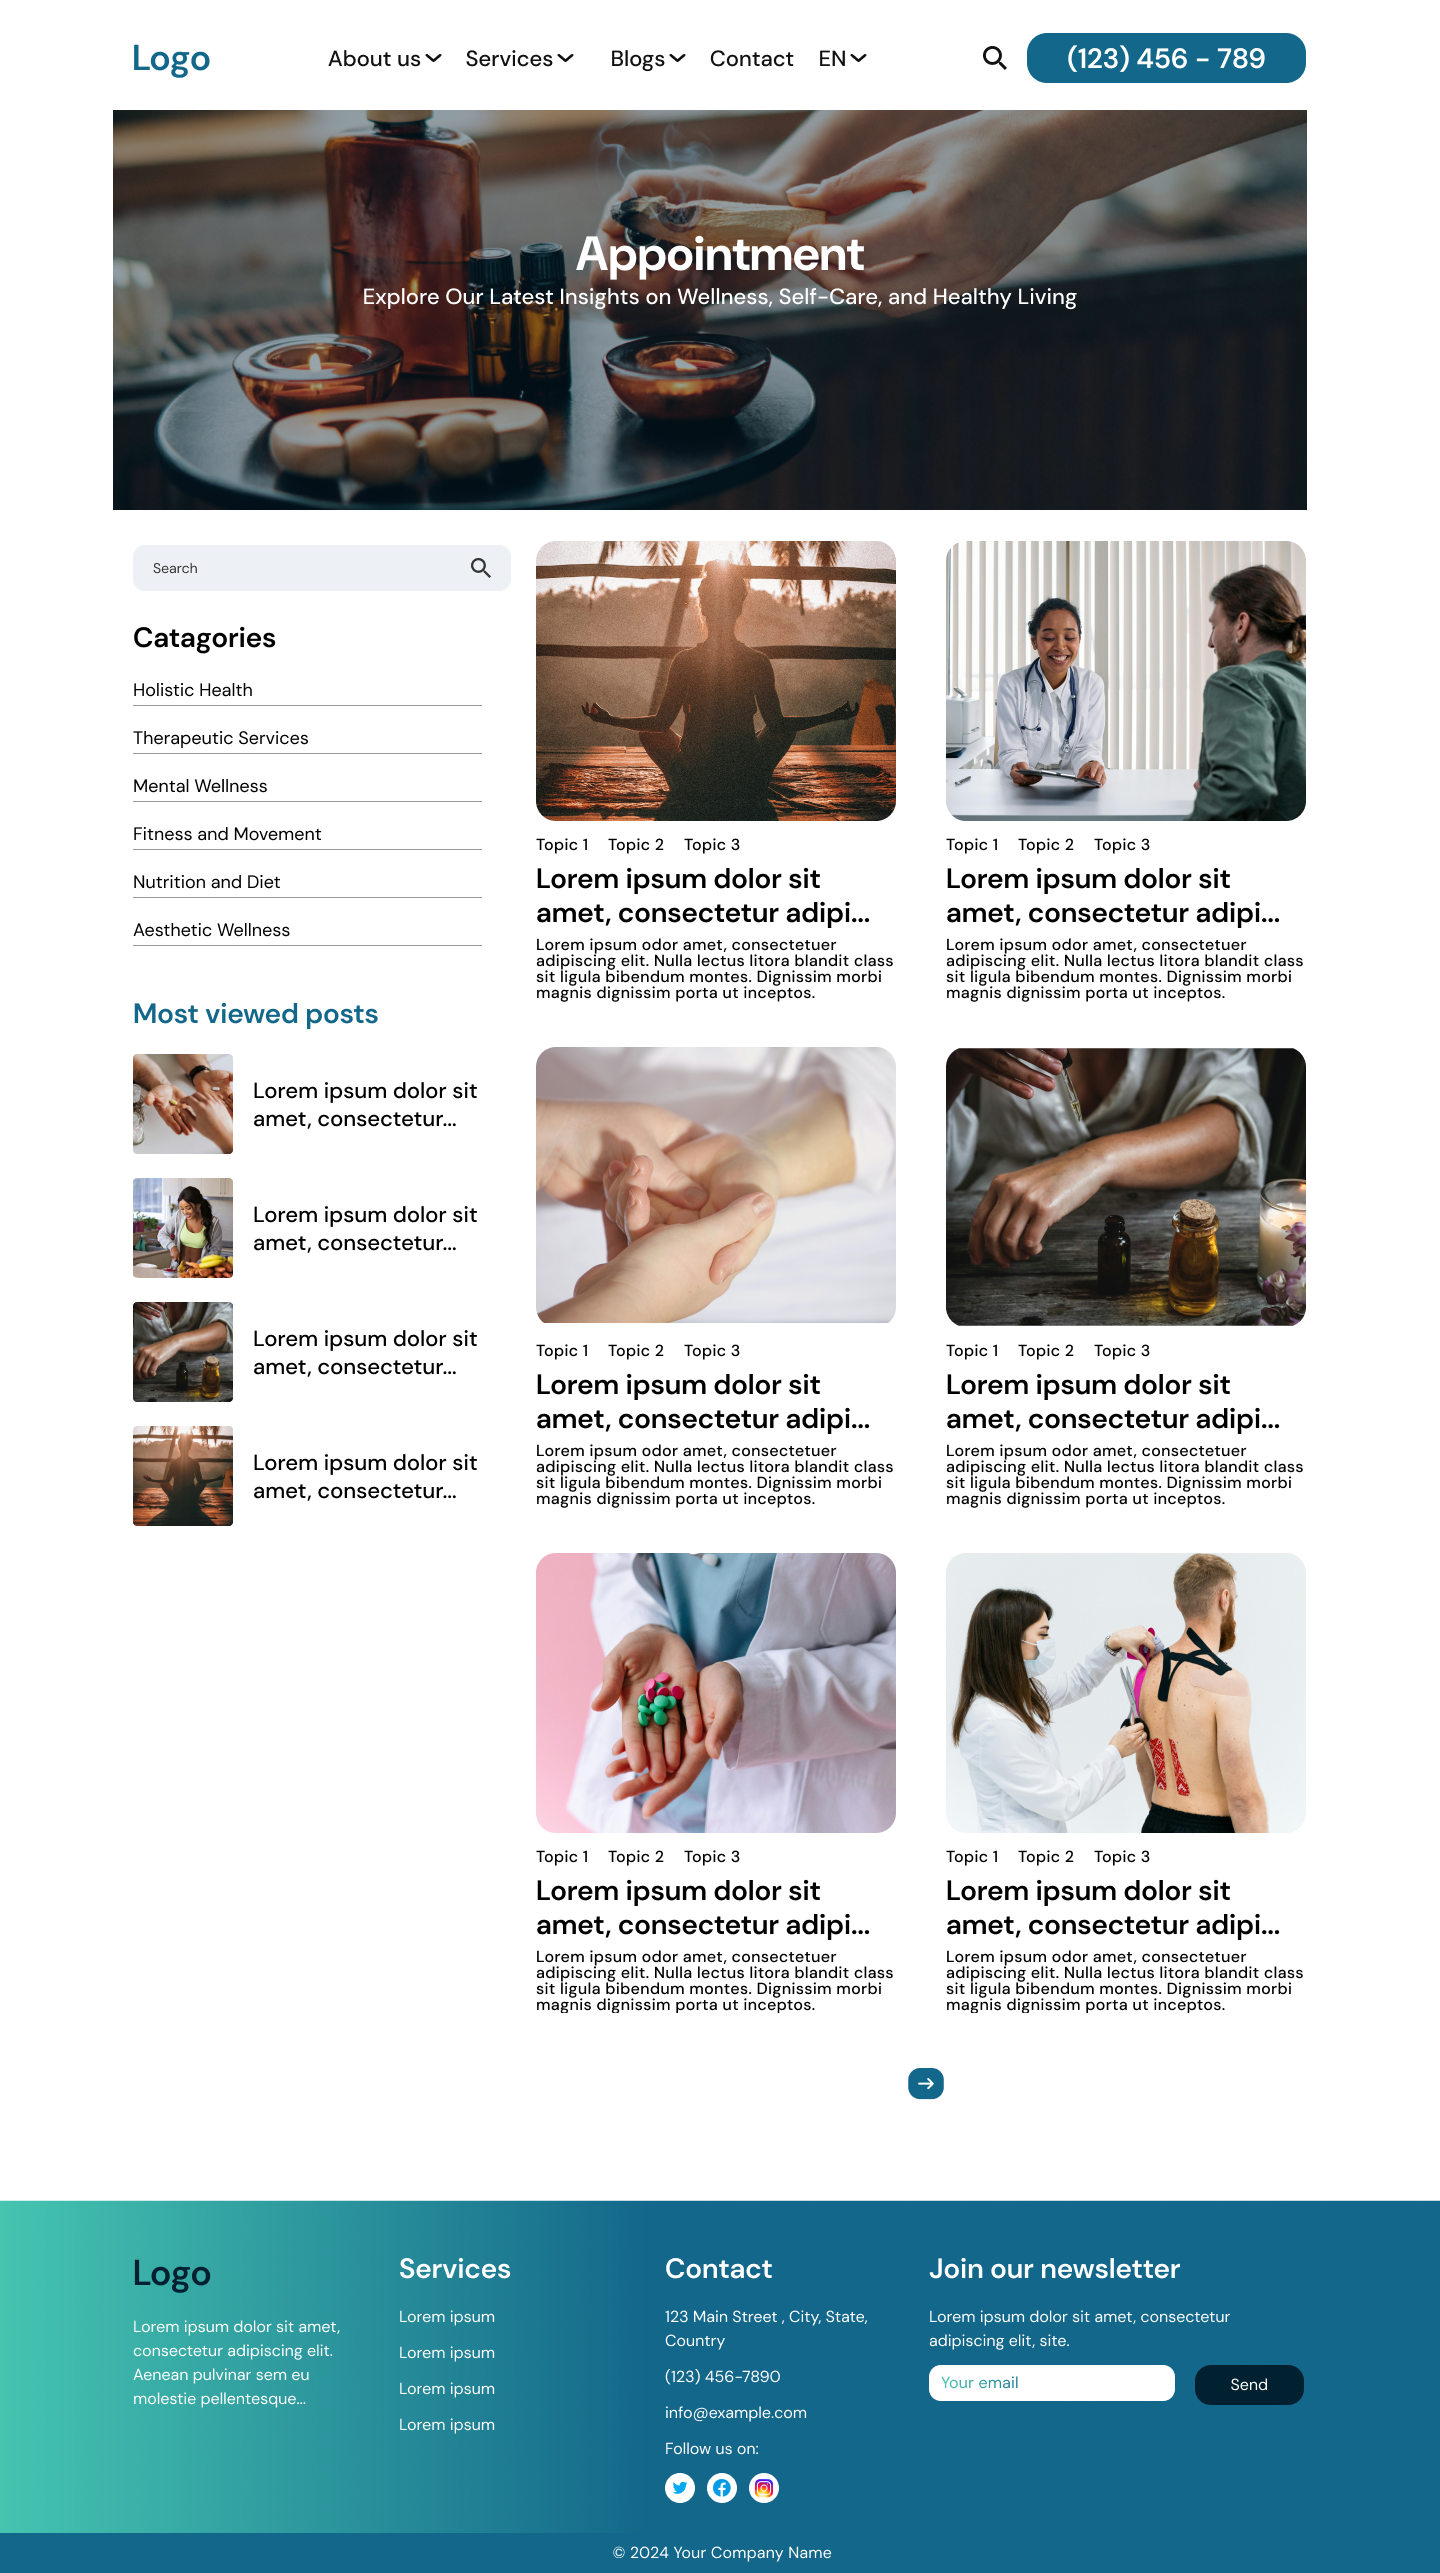 Logo
About us
Services
Blogs
Contact
EN
(123) 456 - 789
Appointment
Explore Our Latest Insights on Wellness, Self-Care, and Healthy Living
Search
Catagories
Holistic Health
Therapeutic Services
Mental Wellness
Fitness and Movement
Nutrition and Diet
Aesthetic Wellness
Most viewed posts
Lorem ipsum dolor sit
amet, consectetur...
Lorem ipsum dolor sit
amet, consectetur...
Lorem ipsum dolor sit
amet, consectetur...
Lorem ipsum dolor sit
amet, consectetur...
Topic 1 Topic 2 Topic 3
Lorem ipsum dolor sit
amet, consectetur adipi...
Lorem ipsum odor amet, consectetuer
adipiscing elit. Nulla lectus litora blandit class
sit ligula bibendum montes. Dignissim morbi
magnis dignissim porta ut inceptos.
Topic 1 Topic 2 Topic 3
Lorem ipsum dolor sit
amet, consectetur adipi...
Lorem ipsum odor amet, consectetuer
adipiscing elit. Nulla lectus litora blandit class
sit ligula bibendum montes. Dignissim morbi
magnis dignissim porta ut inceptos.
Topic 1 Topic 2 Topic 3
Lorem ipsum dolor sit
amet, consectetur adipi...
Lorem ipsum odor amet, consectetuer
adipiscing elit. Nulla lectus litora blandit class
sit ligula bibendum montes. Dignissim morbi
magnis dignissim porta ut inceptos.
Topic 1 Topic 2 Topic 3
Lorem ipsum dolor sit
amet, consectetur adipi...
Lorem ipsum odor amet, consectetuer
adipiscing elit. Nulla lectus litora blandit class
sit ligula bibendum montes. Dignissim morbi
magnis dignissim porta ut inceptos.
Topic 1 Topic 2 Topic 3
Lorem ipsum dolor sit
amet, consectetur adipi...
Lorem ipsum odor amet, consectetuer
adipiscing elit. Nulla lectus litora blandit class
sit ligula bibendum montes. Dignissim morbi
magnis dignissim porta ut inceptos.
Topic 1 Topic 2 Topic 3
Lorem ipsum dolor sit
amet, consectetur adipi...
Lorem ipsum odor amet, consectetuer
adipiscing elit. Nulla lectus litora blandit class
sit ligula bibendum montes. Dignissim morbi
magnis dignissim porta ut inceptos.
Logo
Lorem ipsum dolor sit amet,
consectetur adipiscing elit.
Aenean pulvinar sem eu
molestie pellentesque...
Services
Lorem ipsum
Lorem ipsum
Lorem ipsum
Lorem ipsum
Contact
123 Main Street , City, State,
Country
(123) 456-7890
info@example.com
Follow us on:
Join our newsletter
Lorem ipsum dolor sit amet, consectetur
adipiscing elit, site.
Your email
Send
© 2024 Your Company Name